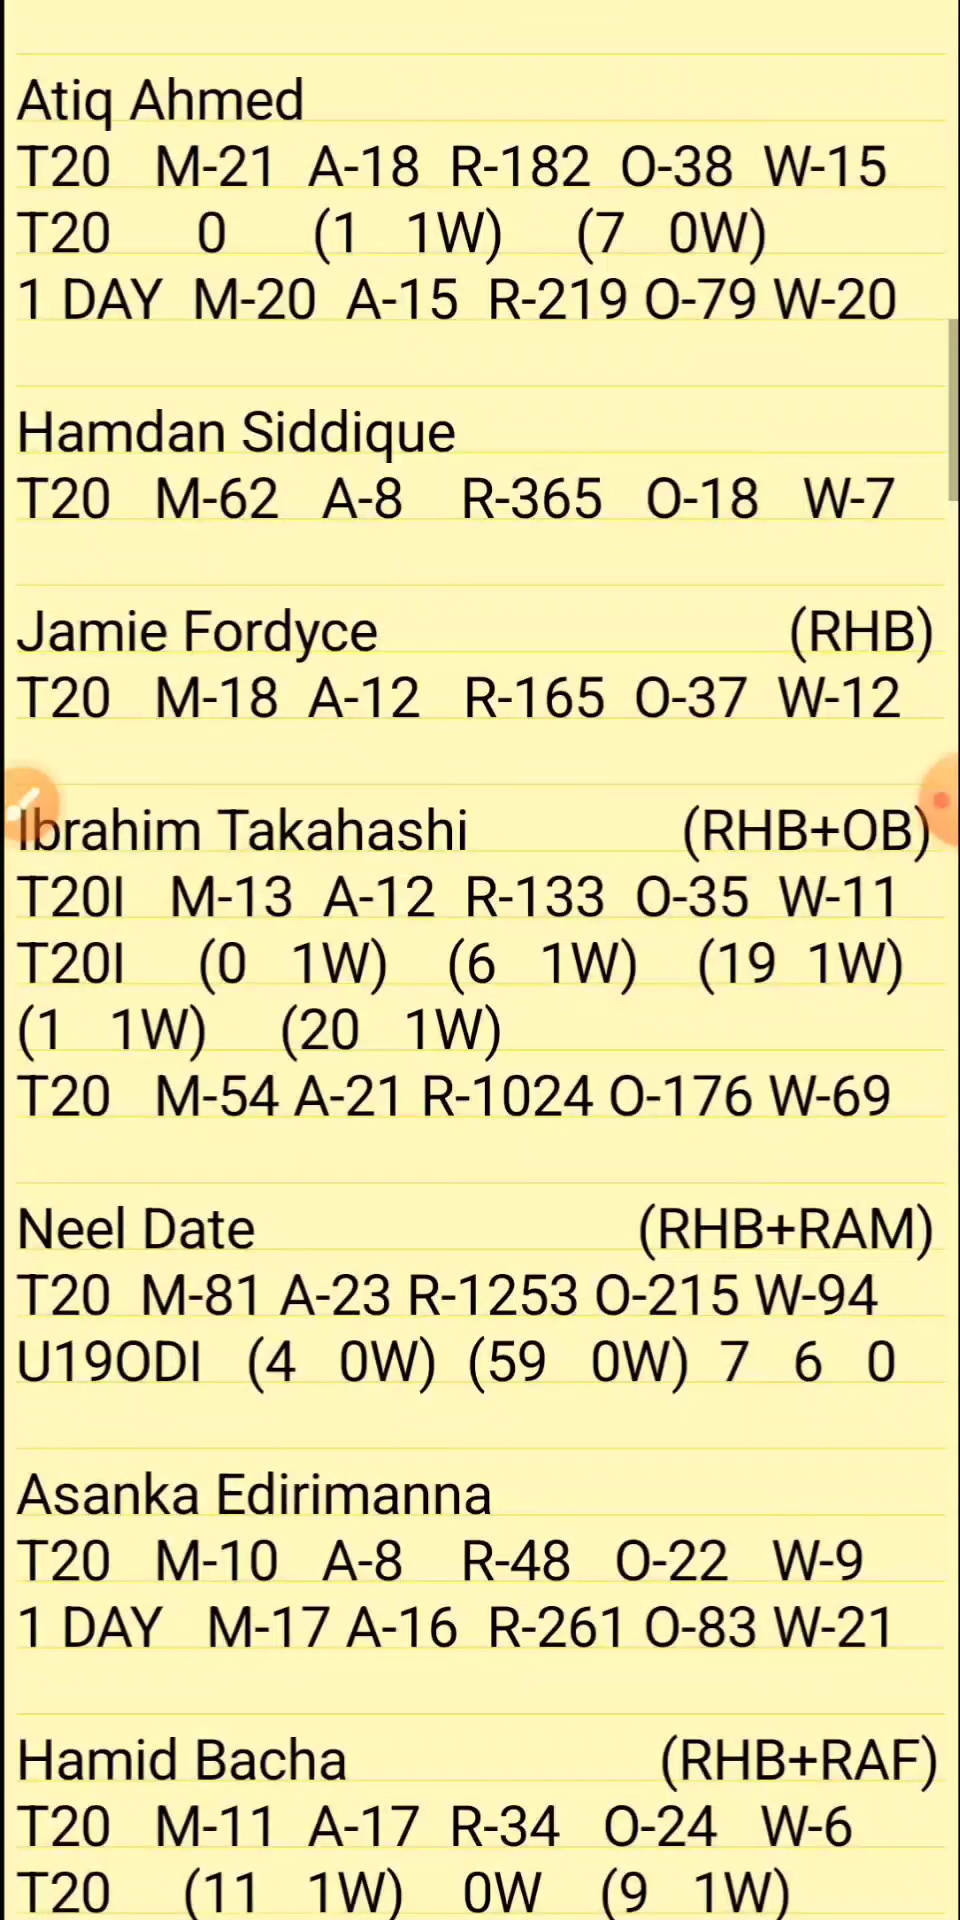 Atiq Ahmed
T20 M-21 A-18 R-182 O-38 W-15
T20 0 (1 1W) (7 0W)
1 DAY M-20 A-15 R-219 O-79 W-20
Hamdan Siddique
T20 M-62 A-8 R-365 O-18 W-7
Jamie Fordyce (RHB)
T20 M-18 A-12 R-165 O-37 W-12
Ibrahim Takahashi (RHB+OB)
T20I M-13 A-12 R-133 O-35 W-11
T20I (0 1W) (6 1W) (19 1W)
(1 1W) (20 1W)
T20 M-54 A-21 R-1024 O-176 W-69
Neel Date (RHB+RAM)
T20 M-81 A-23 R-1253 O-215 W-94
U19ODI (4 0W) (59 0W) 7 6 0
Asanka Edirimanna
T20 M-10 A-8 R-48 O-22 W-9
1 DAY M-17 A-16 R-261 O-83 W-21
Hamid Bacha (RHB+RAF)
T20 M-11 A-17 R-34 O-24 W-6
T20 (11 1W) 0W (9 1W)